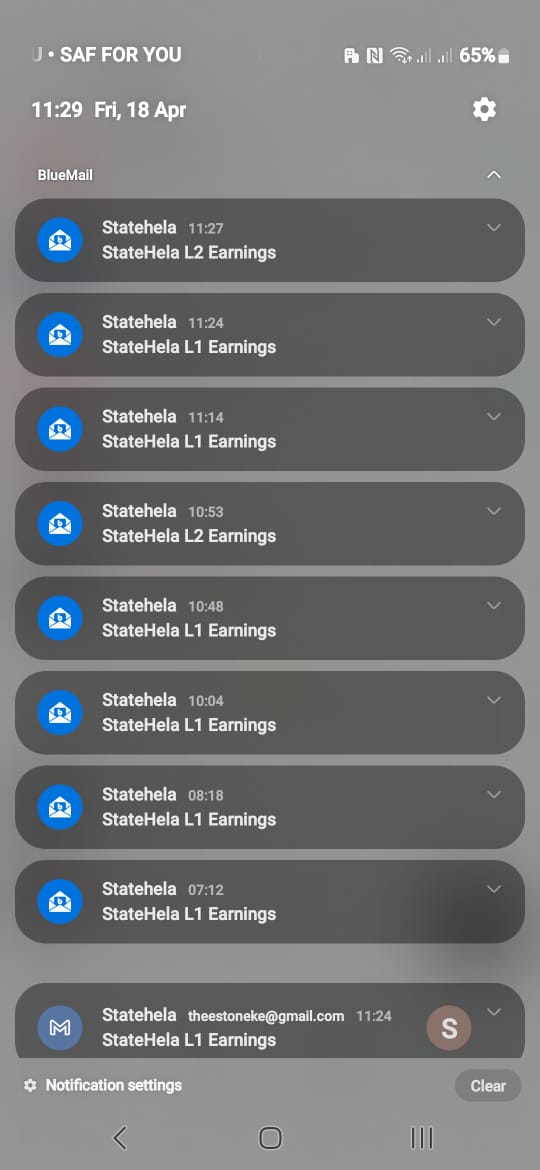 U • SAF FOR YOU
65%
11:29 Fri, 18 Apr
BlueMail
Statehela 11:27
StateHela L2 Earnings
Statehela 11:24
StateHela L1 Earnings
Statehela 11:14
StateHela L1 Earnings
Statehela 10:53
StateHela L2 Earnings
Statehela 10:48
StateHela L1 Earnings
Statehela 10:04
StateHela L1 Earnings
Statehela 08:18
StateHela L1 Earnings
Statehela 07:12
StateHela L1 Earnings
Statehela theestoneke@gmail.com 11:24
S
StateHela L1 Earnings
Notification settings
Clear